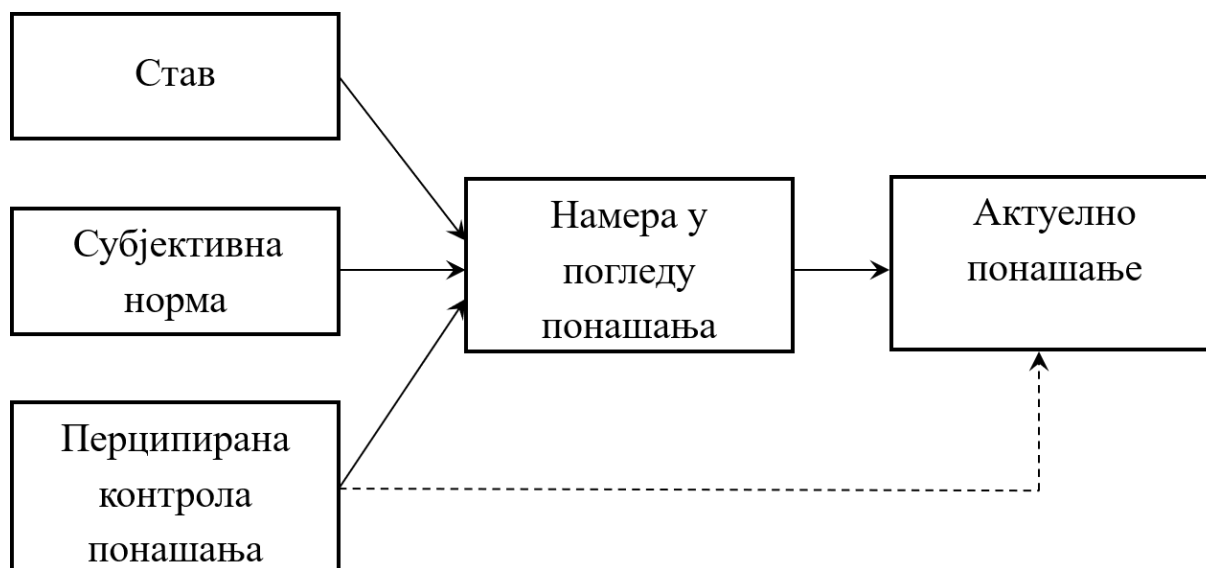 Став
Субјективна
норма
Перципирана
контрола
понашања
Намера у
погледу
понашања
Актуелно
понашање